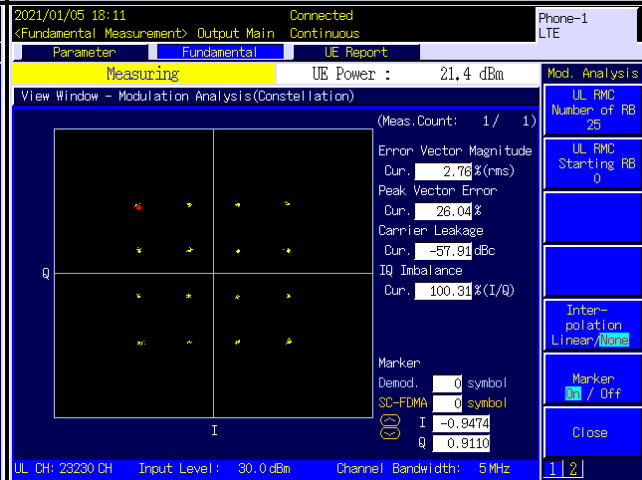 2021/01/05 18:11 Connected Phone-1
<Fundamental Measurement> Output Main Continuous LTE
Parameter Fundamental UE Report
Measuring UE Power : 21.4 dBm Mod. Analysis
View Window - Modulation Analysis(Constellation)
(Meas.Count: 1/ 1)
Error Vector Magnitude
Cur. 2.76 %(rms)
Peak Vector Error
Cur. 26.04 %
Carrier Leakage
Cur. -57.91 dBc
IQ Imbalance
Cur. 100.31 %(I/Q)
Q
I
Marker
Demod. 0 symbol
SC-FDMA 0 symbol
I -0.9474
Q 0.9110
UL RMC
Number of RB
25
UL RMC
Starting RB
0
Inter-
polation
Linear/None
Marker
On / Off
Close
1 2
UL CH: 23230 CH Input Level: 30.0 dBm Channel Bandwidth: 5 MHz